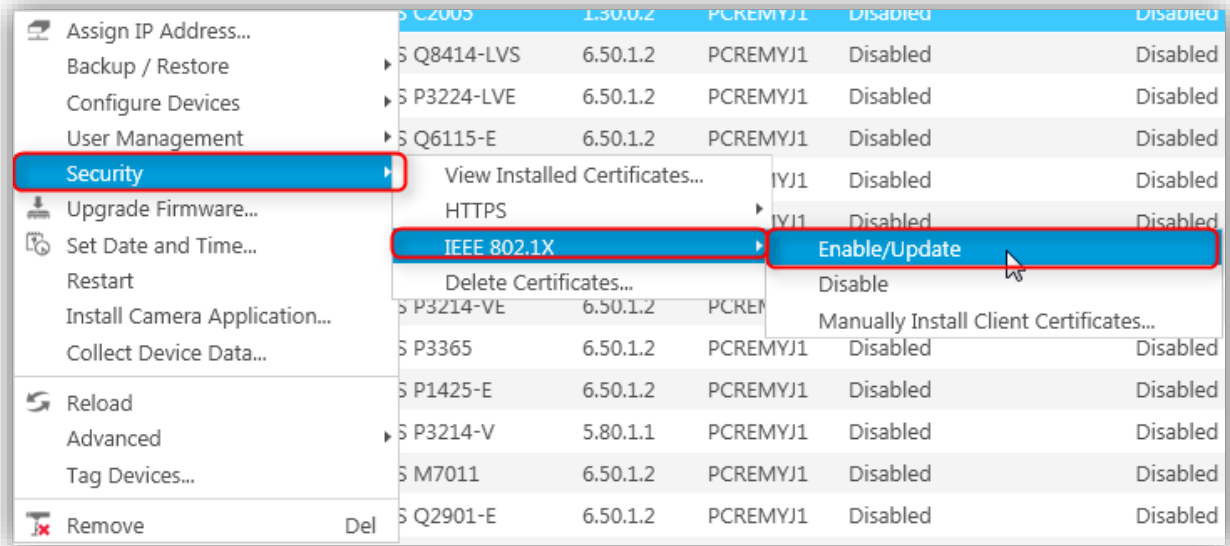 S C2005 1.30.0.2 PCREMYJ1 Disabled Disabled
Assign IP Address...
Backup / Restore S Q8414-LVS 6.50.1.2 PCREMYJ1 Disabled Disabled
Configure Devices S P3224-LVE 6.50.1.2 PCREMYJ1 Disabled Disabled
User Management S Q6115-E 6.50.1.2 PCREMYJ1 Disabled Disabled
Security View Installed Certificates... MYJ1 Disabled Disabled
Upgrade Firmware... HTTPS MYJ1 Disabled Disabled
Set Date and Time... IEEE 802.1X Enable/Update
Restart Delete Certificates... Disable
Install Camera Application... S P3214-VE 6.50.1.2 PCREM Manually Install Client Certificates...
Collect Device Data... S P3365 6.50.1.2 PCREMYJ1 Disabled Disabled
Reload S P1425-E 6.50.1.2 PCREMYJ1 Disabled Disabled
Advanced S P3214-V 5.80.1.1 PCREMYJ1 Disabled Disabled
Tag Devices... S M7011 6.50.1.2 PCREMYJ1 Disabled Disabled
Remove Del S Q2901-E 6.50.1.2 PCREMYJ1 Disabled Disabled